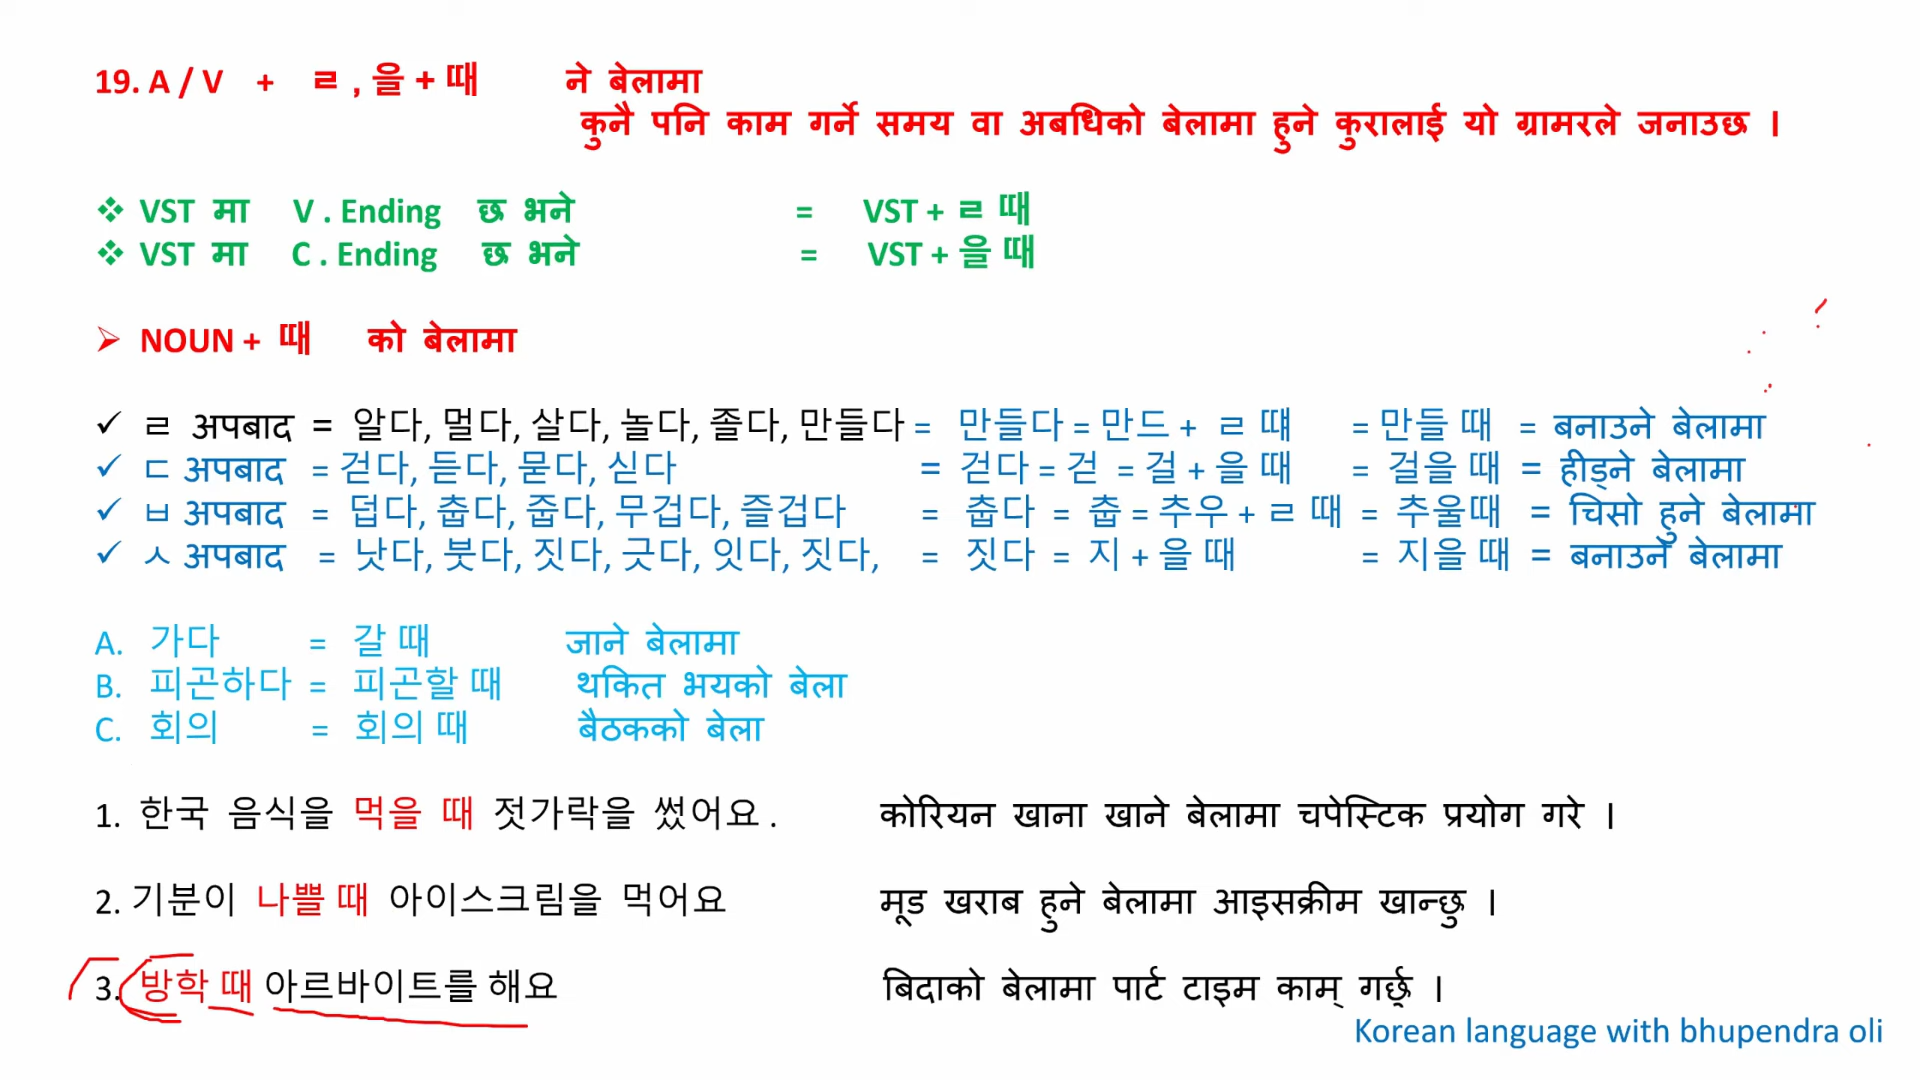 19. A / V + ㄹ , 을 + 때 ने बेलामा
कुनै पनि काम गर्ने समय वा अबधिको बेलामा हुने कुरालाई यो ग्रामरले जनाउछ ।
❖ VST मा V . Ending छ भने = VST + ㄹ 때
❖ VST मा C . Ending छ भने = VST + 을 때
➢ NOUN + 때 को बेलामा
✓ ㄹ अपबाद = 알다, 멀다, 살다, 놀다, 졸다, 만들다 = 만들다 = 만드 + ㄹ 떄 = 만들 때 = बनाउने बेलामा
✓ ㄷ अपबाद = 걷다, 듣다, 묻다, 싣다 = 걷다 = 걷 = 걸 + 을 때 = 걸을 때 = हीड्ने बेलामा
✓ ㅂ अपबाद = 덥다, 춥다, 줍다, 무겁다, 즐겁다 = 춥다 = 춥 = 추우 + ㄹ 때 = 추울때 = चिसो हुने बेलामा
✓ ㅅ अपबाद = 낫다, 붓다, 짓다, 긋다, 잇다, 짓다, = 짓다 = 지 + 을 때 = 지을 때 = बनाउने बेलामा
A. 가다 = 갈 때 जाने बेलामा
B. 피곤하다 = 피곤할 때 थकित भयको बेला
C. 회의 = 회의 때 बैठकको बेला
1. 한국 음식을 먹을 때 젓가락을 썼어요 . कोरियन खाना खाने बेलामा चपेस्टिक प्रयोग गरे ।
2. 기분이 나쁠 때 아이스크림을 먹어요 मूड खराब हुने बेलामा आइसक्रीम खान्छु ।
3. 방학 때 아르바이트를 해요 बिदाको बेलामा पार्ट टाइम काम् गर्छु ।
Korean language with bhupendra oli